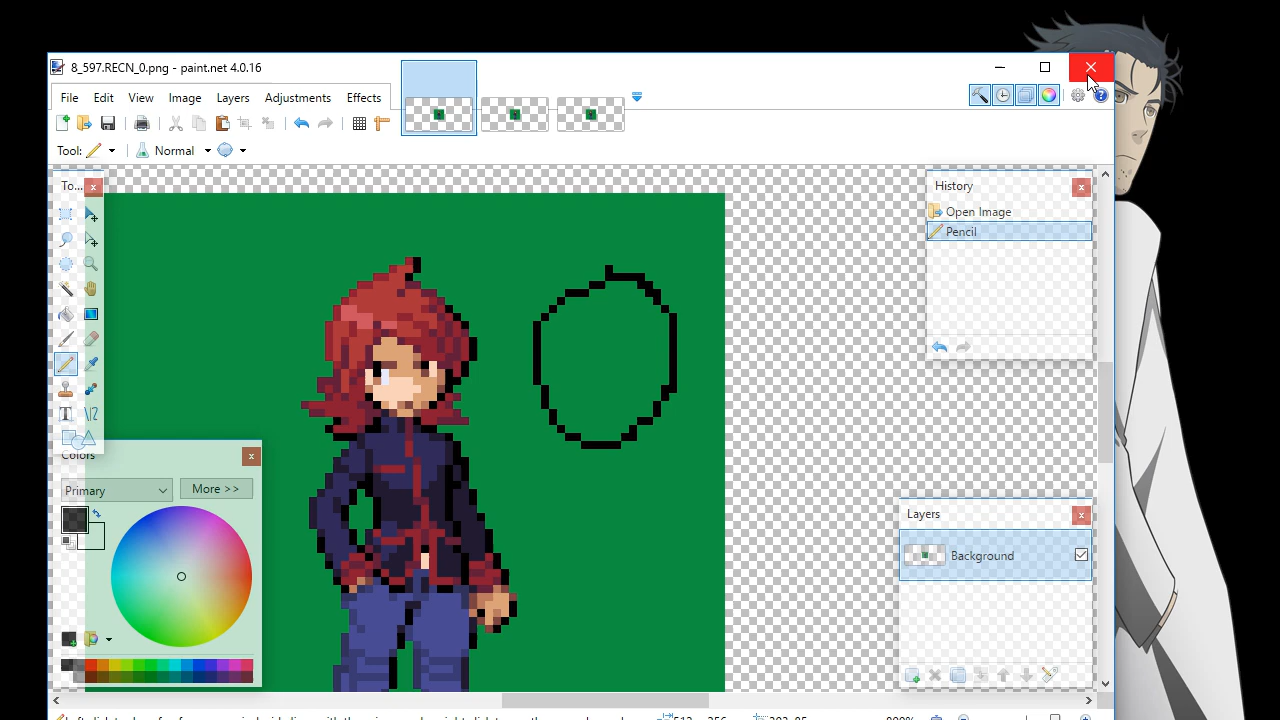 8_597.RECN_0.png - paint.net 4.0.16
File Edit View Image Layers Adjustments Effects
Tool: Normal
To...
History
Open Image
Pencil
Colors
Primary More >>
Layers
Background
800%